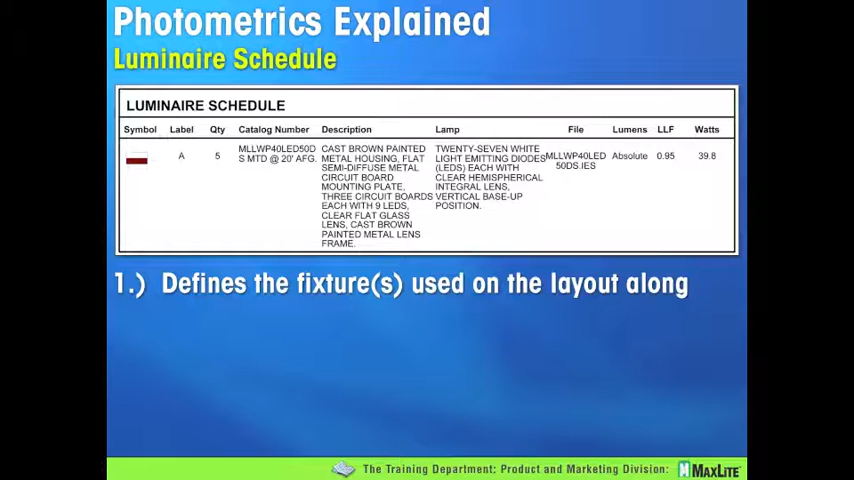 Photometrics Explained
Luminaire Schedule
LUMINAIRE SCHEDULE
Symbol Label Qty Catalog Number Description Lamp File Lumens LLF Watts
A 5 MLLWP40LED50D CAST BROWN PAINTED TWENTY-SEVEN WHITE MLLWP40LED Absolute 0.95 39.8
S MTD @ 20' AFG. METAL HOUSING, FLAT LIGHT EMITTING DIODES 50DS.IES
SEMI-DIFFUSE METAL (LEDS) EACH WITH
CIRCUIT BOARD CLEAR HEMISPHERICAL
MOUNTING PLATE, INTEGRAL LENS,
THREE CIRCUIT BOARDS VERTICAL BASE-UP
EACH WITH 9 LEDS, POSITION.
CLEAR FLAT GLASS
LENS, CAST BROWN
PAINTED METAL LENS
FRAME.
1.) Defines the fixture(s) used on the layout along
The Training Department: Product and Marketing Division: MAXLITE